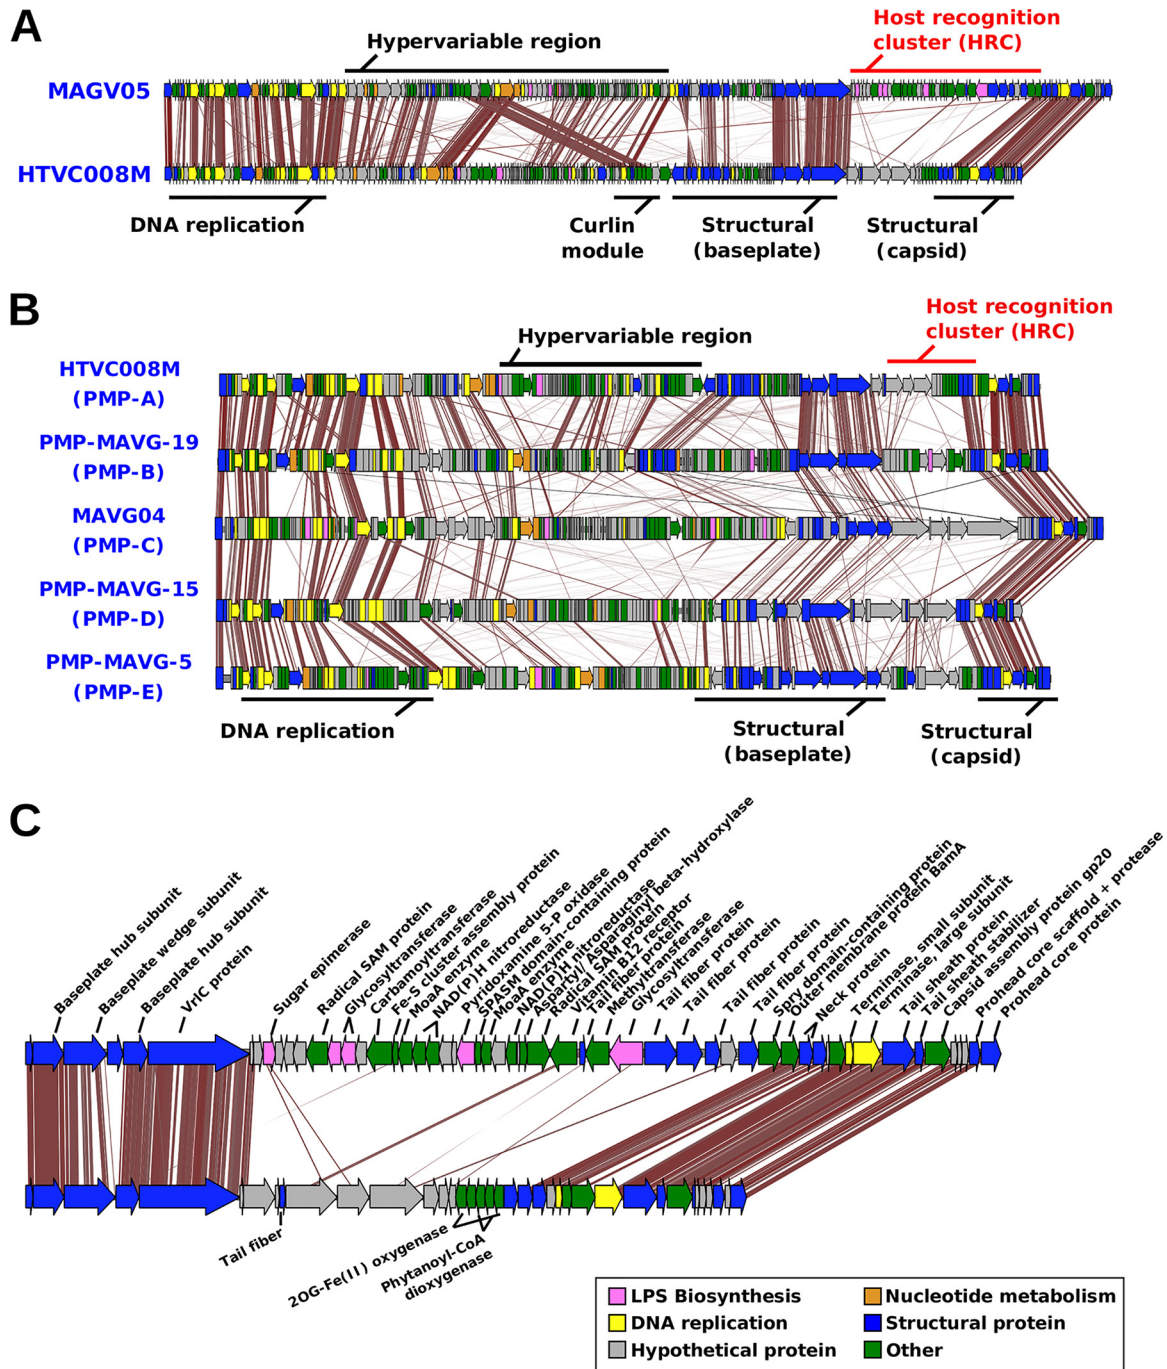 A
Host recognition
cluster (HRC)
Hypervariable region
MAGV05
HTVC008M
DNA replication
Curlin
module
Structural
(baseplate)
Structural
(capsid)
B
Host recognition
cluster (HRC)
Hypervariable region
HTVC008M
(PMP-A)
PMP-MAVG-19
(PMP-B)
MAVG04
(PMP-C)
PMP-MAVG-15
(PMP-D)
PMP-MAVG-5
(PMP-E)
DNA replication
Structural
(baseplate)
Structural
(capsid)
C
Baseplate hub subunit
Baseplate wedge subunit
Baseplate hub subunit
VrlC protein
Sugar epimerase
Radical SAM protein
Glycosyltransferase
Carbamoyltransferase
Fe-S cluster assembly protein
MoaA enzyme
NAD(P)H nitroreductase
Pyridoxamine 5-P oxidase
SPASM domain-containing protein
MoaA enzyme
NAD(P)H nitroreductase
Aspartyl/ Asparaginyl beta-hydroxylase
Radical SAM protein
Vitamin B12 receptor
Tail fiber protein
Methyltransferase
Glycosyltransferase
Tail fiber protein
Tail fiber protein
Tail fiber protein
Tail fiber protein
Spry domain-containing protein
Outer membrane protein BamA
Neck protein
Terminase, small subunit
Terminase, large subunit
Tail sheath protein
Tail sheath stabilizer
Capsid assembly protein gp20
Prohead core scaffold + protease
Prohead core protein
Tail fiber
2OG-Fe(II) oxygenase
Phytanoyl-CoA
dioxygenase
LPS Biosynthesis
DNA replication
Hypothetical protein
Nucleotide metabolism
Structural protein
Other